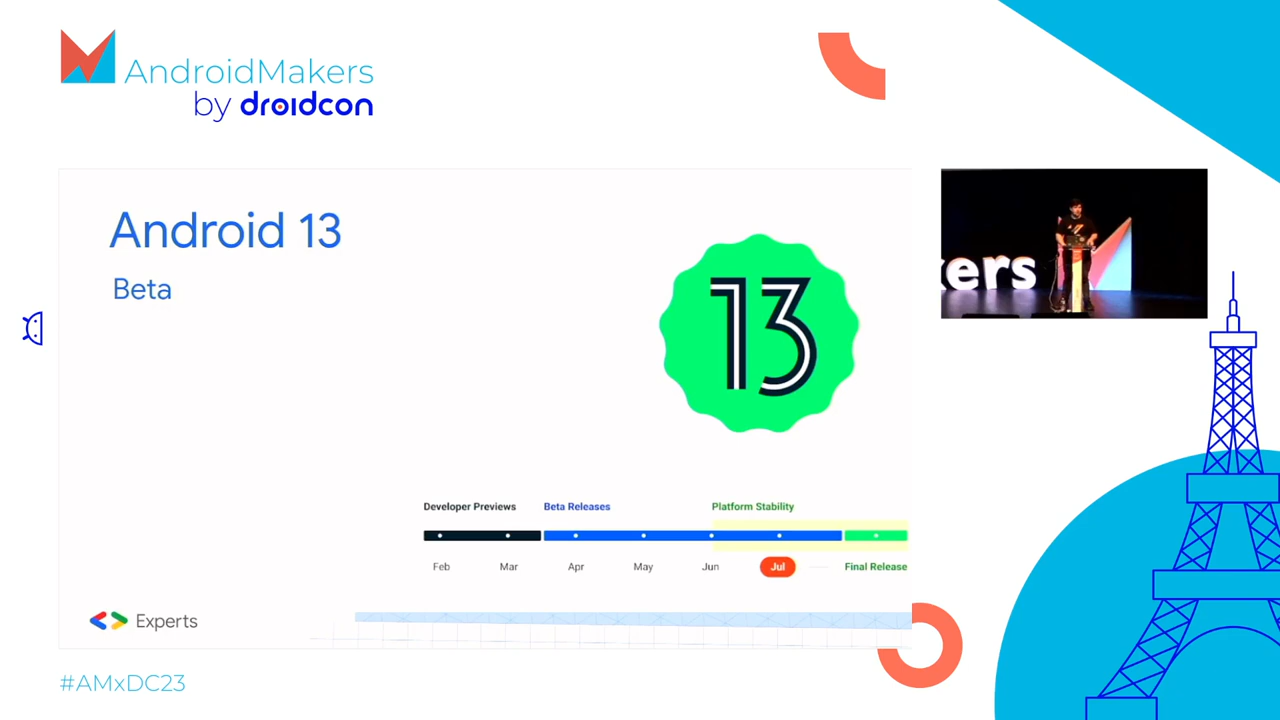 AndroidMakers
by droidcon
Android 13
Beta
13
kers
Developer Previews Beta Releases Platform Stability
Feb Mar Apr May Jun Jul Final Release
Experts
#AMxDC23